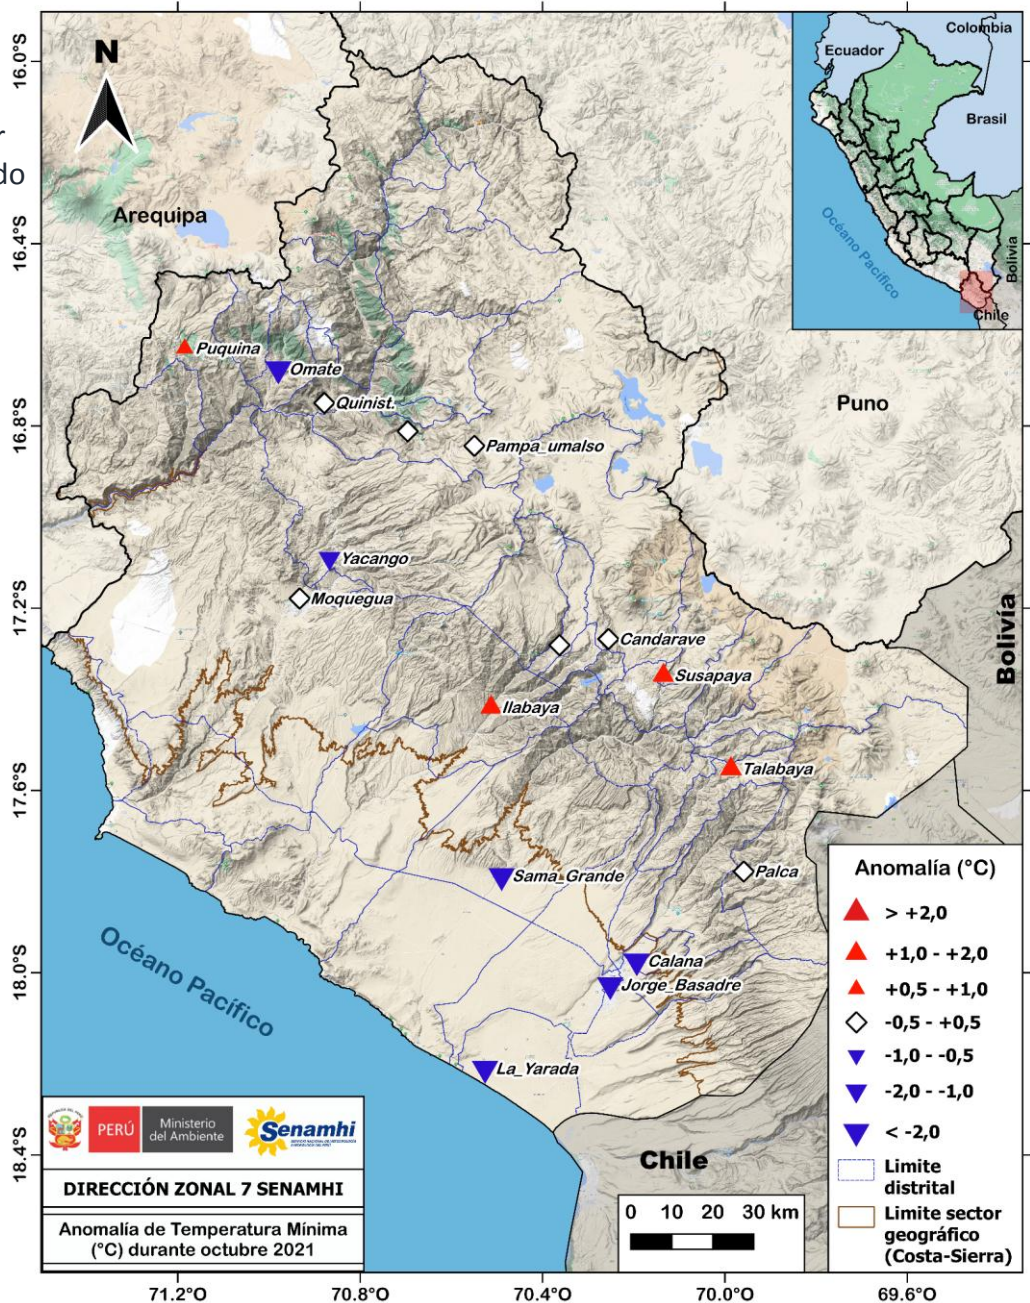 N
r
do
Arequipa
Colombia
Ecuador
Brasil
Océano Pacífico
Bolivia
Chile
Puquina
Omate
Quinist.
Pampa_umalso
Puno
Yacango
Moquegua
Candarave
Susapaya
Ilabaya
Talabaya
Bolivía
Sama_Grande
Palca
Calana
Jorge_Basadre
La_Yarada
Océano Pacífico
Chile
Anomalía (°C)
> +2,0
+1,0 - +2,0
+0,5 - +1,0
-0,5 - +0,5
-1,0 - -0,5
-2,0 - -1,0
< -2,0
Limite
distrital
Limite sector
geográfico
(Costa-Sierra)
PERÚ
Ministerio
del Ambiente
Senamhi
DIRECCIÓN ZONAL 7 SENAMHI
Anomalía de Temperatura Mínima
(°C) durante octubre 2021
0 10 20 30 km
16.0°S
16.4°S
16.8°S
17.2°S
17.6°S
18.0°S
18.4°S
71.2°O 70.8°O 70.4°O 70.0°O 69.6°O